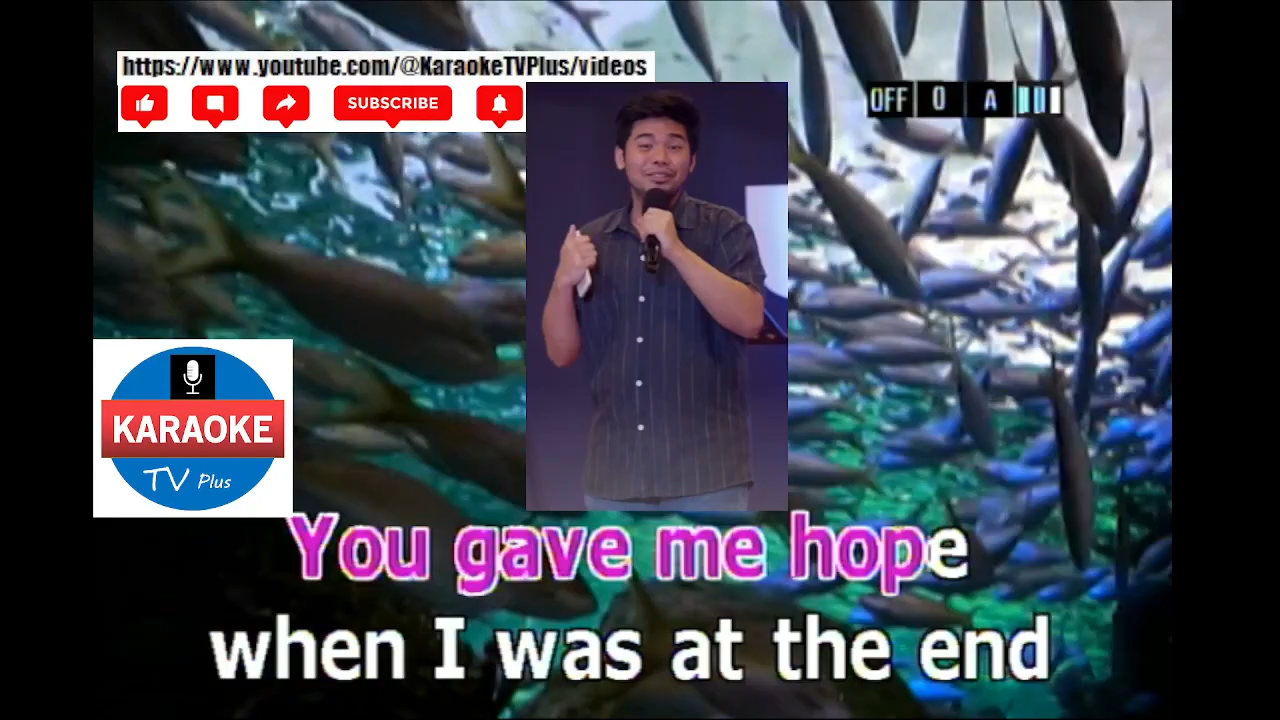 https://www.youtube.com/@KaraokeTVPlus/videos
SUBSCRIBE
OFF 0 A
KARAOKE
TV Plus
You gave me hope
when I was at the end